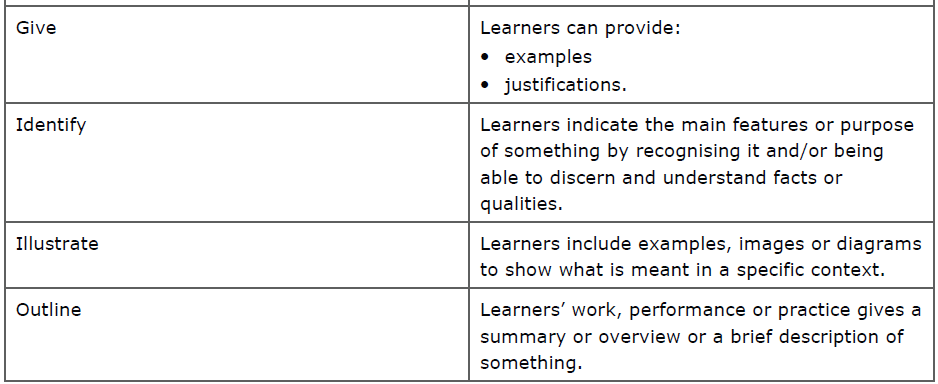 Give
Learners can provide:
• examples
• justifications.
Identify
Learners indicate the main features or purpose
of something by recognising it and/or being
able to discern and understand facts or
qualities.
Illustrate
Learners include examples, images or diagrams
to show what is meant in a specific context.
Outline
Learners’ work, performance or practice gives a
summary or overview or a brief description of
something.